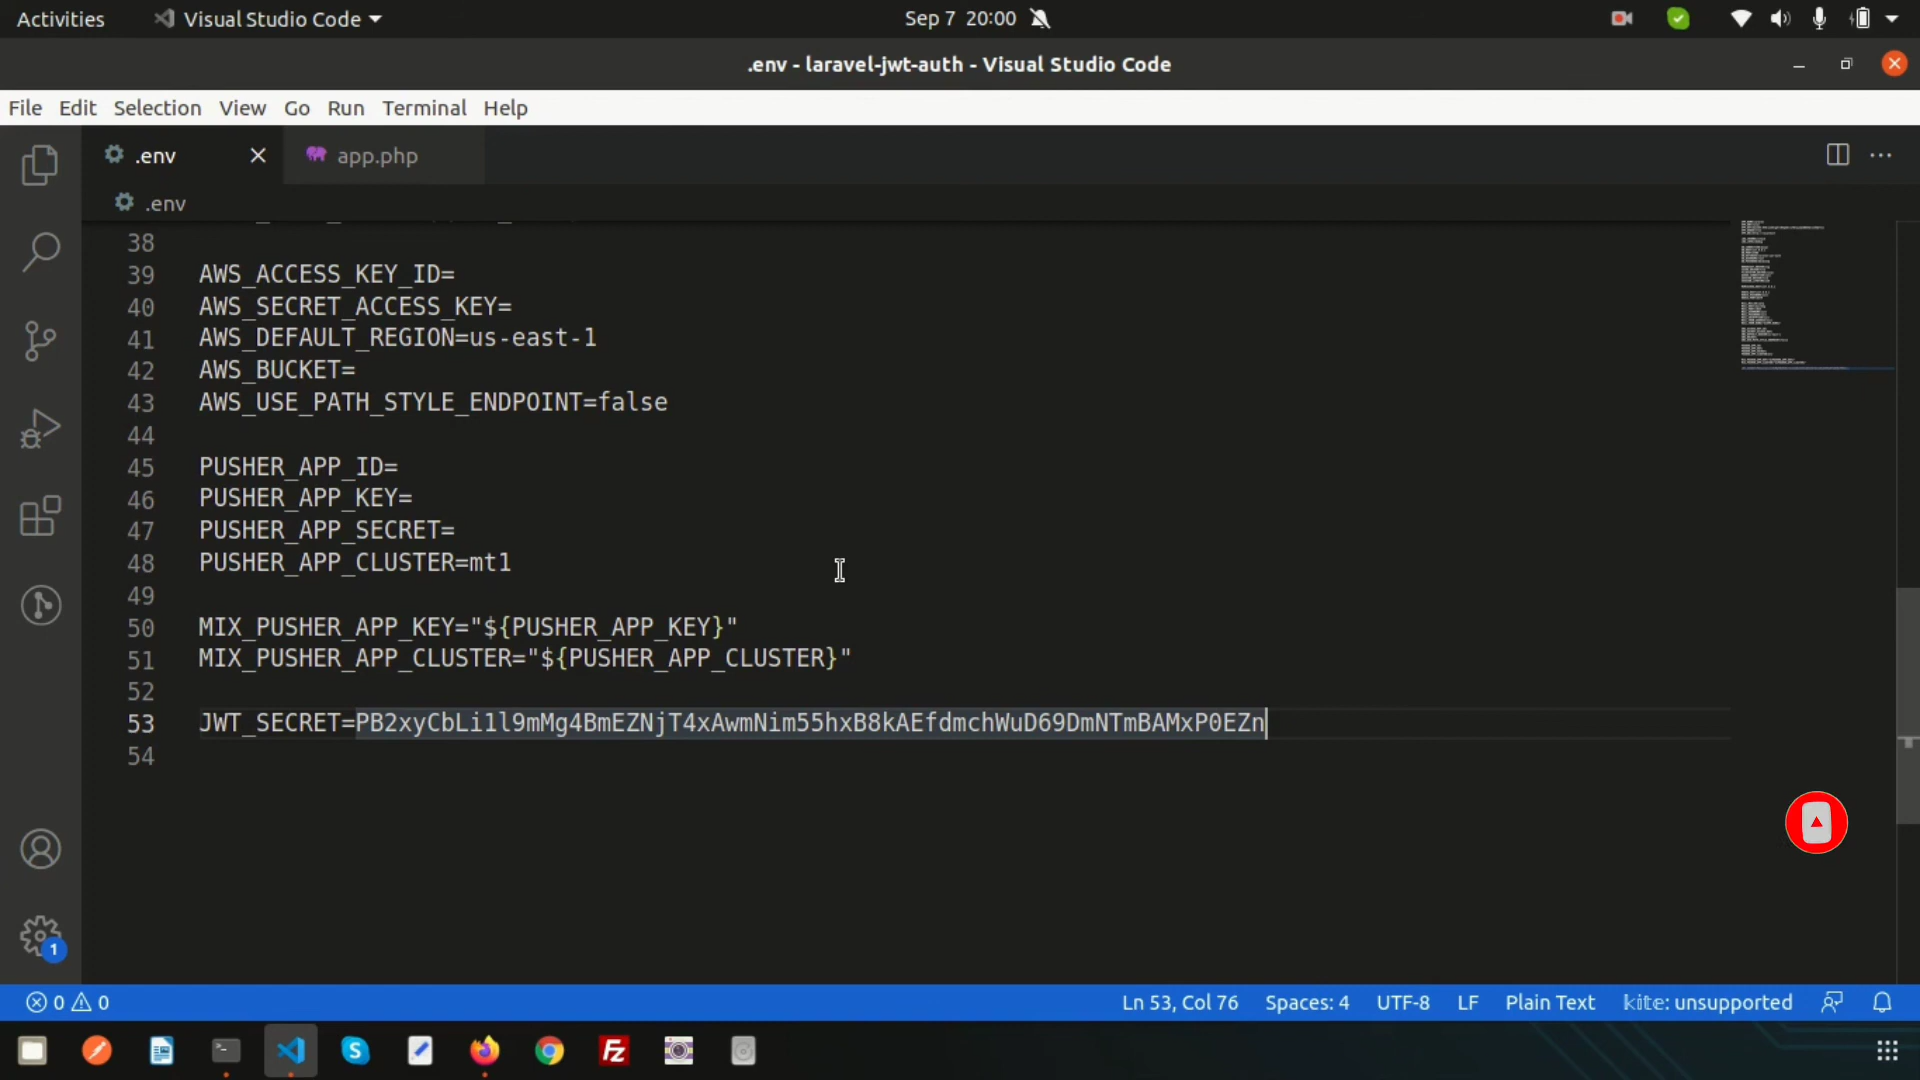 Activities Visual Studio Code Sep 7 20:00
.env - laravel-jwt-auth - Visual Studio Code
File Edit Selection View Go Run Terminal Help
.env app.php
.env
38
39 AWS_ACCESS_KEY_ID=
40 AWS_SECRET_ACCESS_KEY=
41 AWS_DEFAULT_REGION=us-east-1
42 AWS_BUCKET=
43 AWS_USE_PATH_STYLE_ENDPOINT=false
44
45 PUSHER_APP_ID=
46 PUSHER_APP_KEY=
47 PUSHER_APP_SECRET=
48 PUSHER_APP_CLUSTER=mt1
49
50 MIX_PUSHER_APP_KEY="${PUSHER_APP_KEY}"
51 MIX_PUSHER_APP_CLUSTER="${PUSHER_APP_CLUSTER}"
52
53 JWT_SECRET=PB2xyCbLi1l9mMg4BmEZNjT4xAwmNim55hxB8kAEfdmchWuD69DmNTmBAMxP0EZn
54
1
0 0 Ln 53, Col 76 Spaces: 4 UTF-8 LF Plain Text kite: unsupported